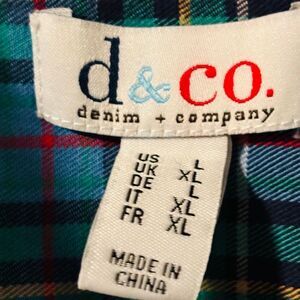 d&co.
denim + company
US L
UK XL
DE L
IT XL
FR XL
MADE IN
CHINA